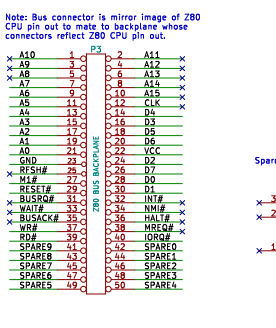 Note: Bus connector is mirror image of Z80
CPU pin out to mate to backplane whose
connectors reflect Z80 CPU pin out.
P3
A10 1 2 A11
A9 3 4 A12
A8 5 6 A13
A7 7 8 A14
A6 9 10 A15
A5 11 12 CLK
A4 13 14 D4
A3 15 16 D3
A2 17 18 D5
A1 19 20 D6
A0 21 22 VCC
GND 23 24 D2
RFSH# 25 26 D7
M1# 27 28 D0
RESET# 29 30 D1
BUSRQ# 31 32 INT#
WAIT# 33 34 NMI#
BUSACK# 35 36 HALT#
WR# 37 38 MREQ#
RD# 39 40 IORQ#
SPARE9 41 42 SPARE0
SPARE8 43 44 SPARE1
SPARE7 45 46 SPARE2
SPARE6 47 48 SPARE3
SPARE5 49 50 SPARE4
Z80 BUS BACKPLANE
Spare
3
2
1